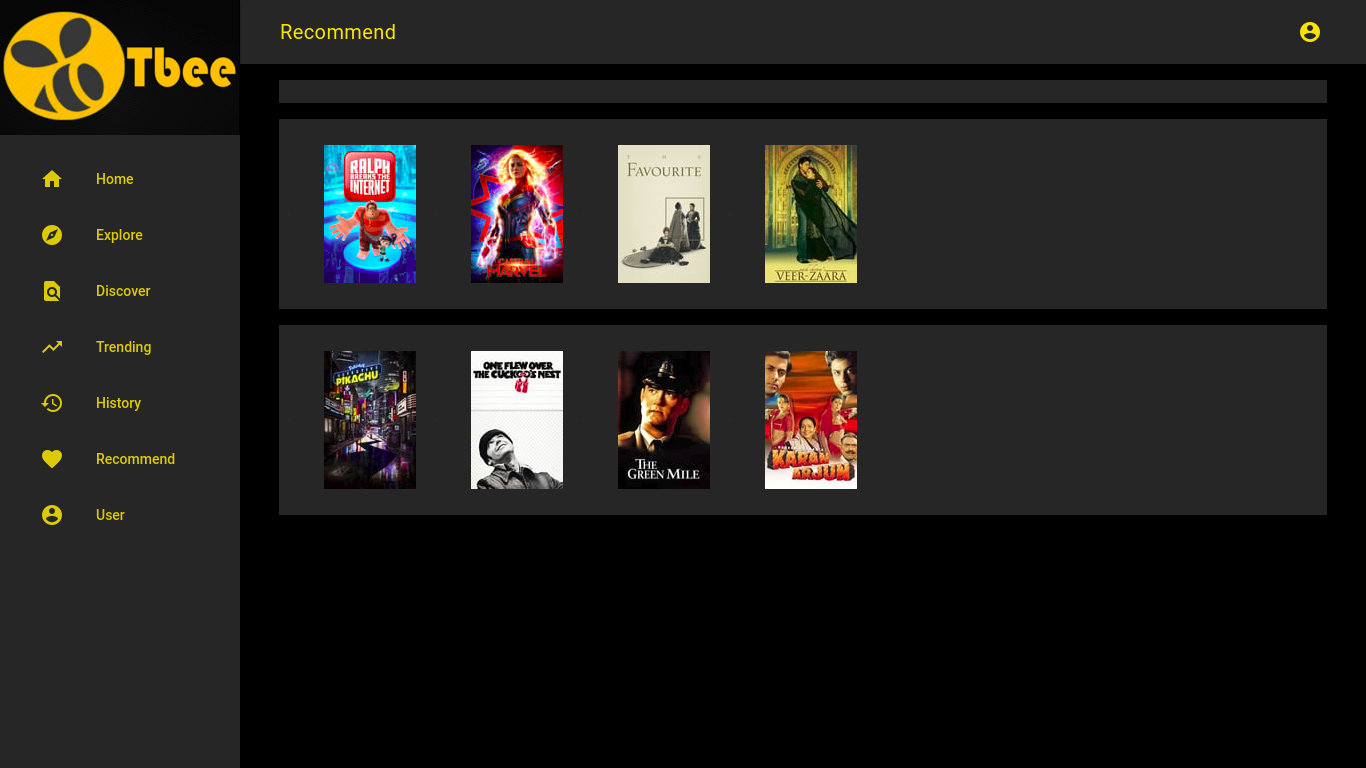 Tbee
Recommend
Home
Explore
Discover
Trending
History
Recommend
User
RALPH
BREAKS THE
INTERNET
CAPTAIN
MARVEL
THE
FAVOURITE
VEER-ZAARA
PIKACHU
ONE FLEW OVER
THE CUCKOO'S NEST
THE
GREEN MILE
KARAN
ARJUN